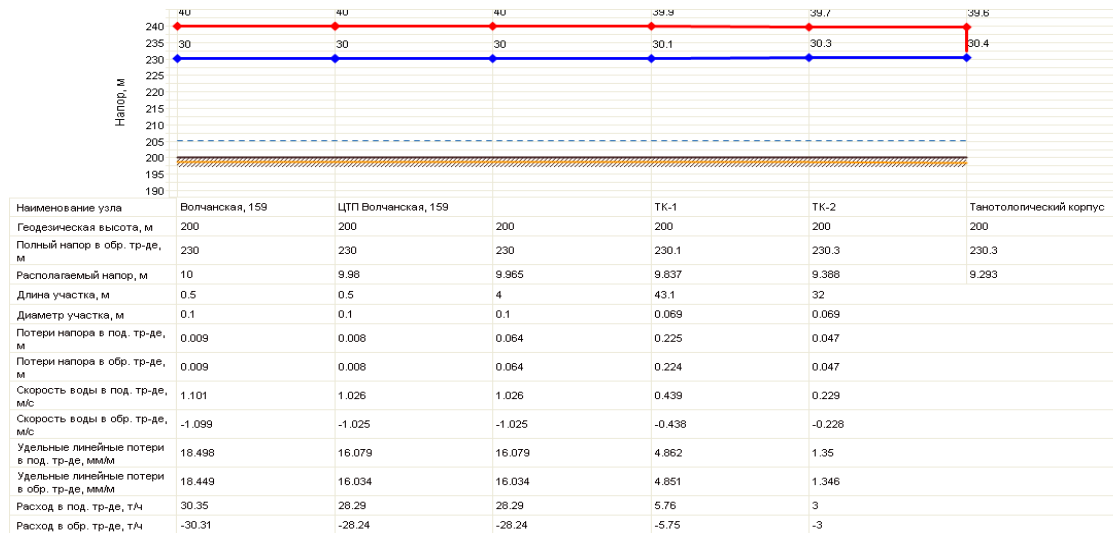 40 40 40 39.9 39.7 39.6
240
235 30 30 30 30.1 30.3 30.4
230
225
220
215
210
205
200
195
190
Напор, м
Наименование узла Волчанская, 159 ЦТП Волчанская, 159 ТК-1 ТК-2 Танотологический корпус
Геодезическая высота, м 200 200 200 200 200 200
Полный напор в обр. тр-де, м 230 230 230 230.1 230.3 230.3
Располагаемый напор, м 10 9.98 9.965 9.837 9.388 9.293
Длина участка, м 0.5 0.5 4 43.1 32
Диаметр участка, м 0.1 0.1 0.1 0.069 0.069
Потери напора в под. тр-де, м 0.009 0.008 0.064 0.225 0.047
Потери напора в обр. тр-де, м 0.009 0.008 0.064 0.224 0.047
Скорость воды в под. тр-де, м/с 1.101 1.026 1.026 0.439 0.229
Скорость воды в обр. тр-де, м/с -1.099 -1.025 -1.025 -0.438 -0.228
Удельные линейные потери в под. тр-де, мм/м 18.498 16.079 16.079 4.862 1.35
Удельные линейные потери в обр. тр-де, мм/м 18.449 16.034 16.034 4.851 1.346
Расход в под. тр-де, т/ч 30.35 28.29 28.29 5.76 3
Расход в обр. тр-де, т/ч -30.31 -28.24 -28.24 -5.75 -3